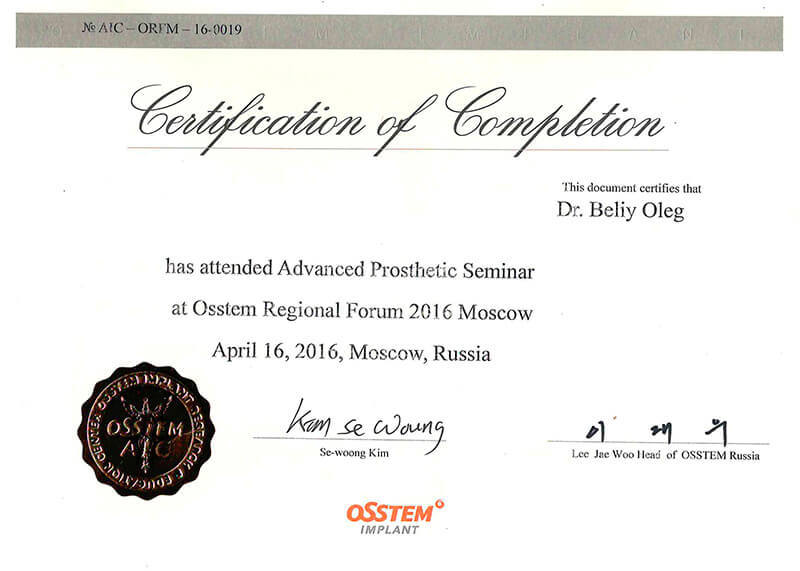 № AIC – ORFM – 16-0019
Certification of Completion
This document certifies that
Dr. Beliy Oleg
has attended Advanced Prosthetic Seminar
at Osstem Regional Forum 2016 Moscow
April 16, 2016, Moscow, Russia
OSSTEM IMPLANT RESEARCH & EDUCATION CENTER
OSSTEM
AIC
Kim Se Woung
이 재 우
Se-woong Kim
Lee Jae Woo Head of OSSTEM Russia
OSSTEM
IMPLANT